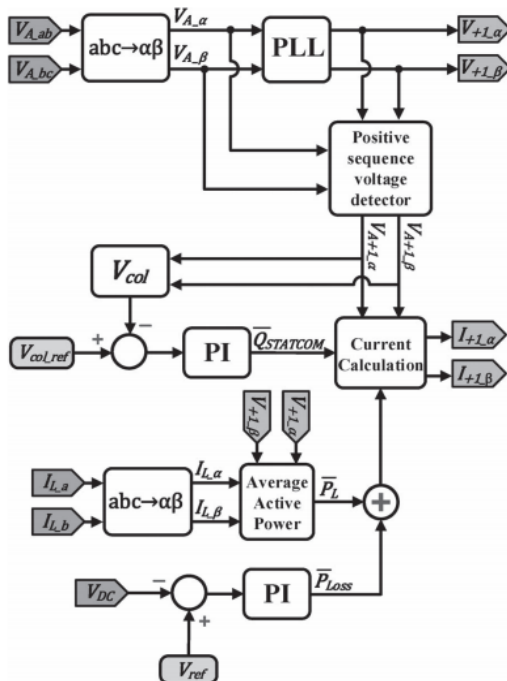 V_A_ab
V_A_bc
abc→αβ
V_A_α
V_A_β
PLL
V_+1_α
V_+1_β
Positive
sequence
voltage
detector
V_A+1_α
V_A+1_β
V_col
V_col_ref
+
−
PI
Q̅_STATCOM
Current
Calculation
I_+1_α
I_+1_β
V_+1_β
V_+1_α
I_L_a
I_L_b
abc→αβ
I_L_α
I_L_β
Average
Active
Power
P̅_L
+
V_DC
−
+
PI
P̅_Loss
V_ref